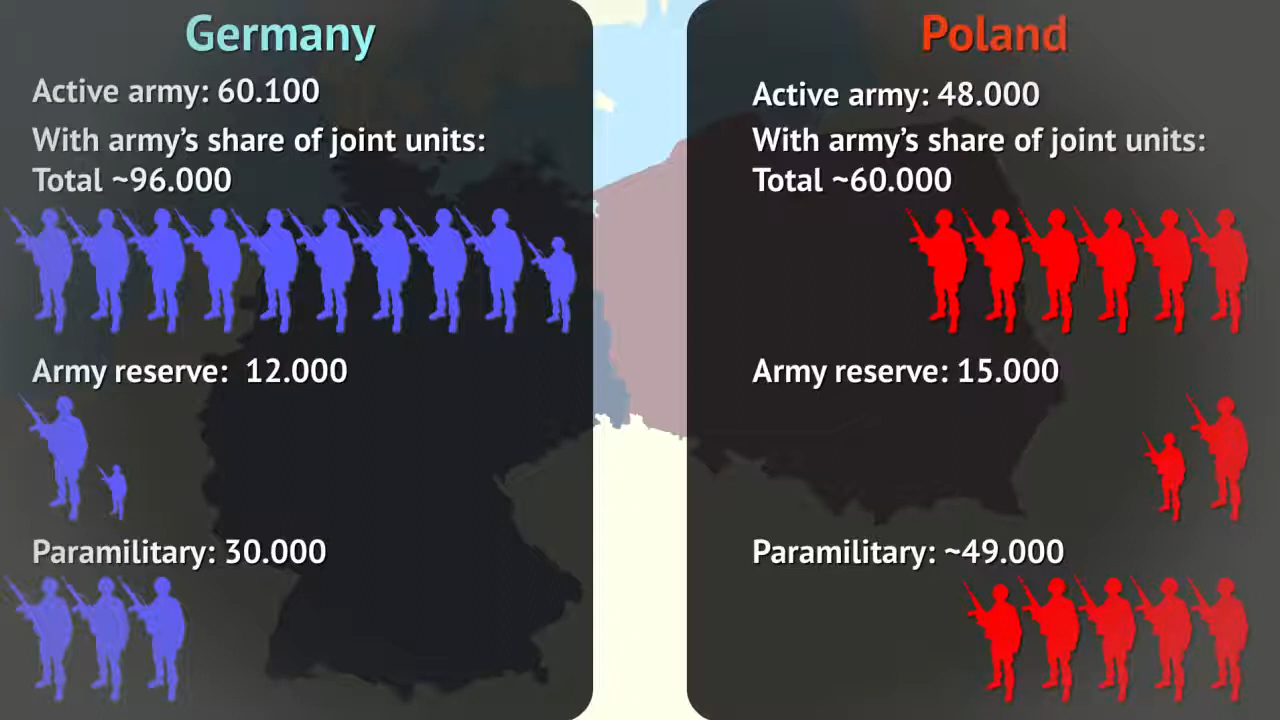 Germany
Active army: 60.100
With army's share of joint units:
Total ~96.000
Army reserve:  12.000
Paramilitary: 30.000
Poland
Active army: 48.000
With army's share of joint units:
Total ~60.000
Army reserve: 15.000
Paramilitary: ~49.000